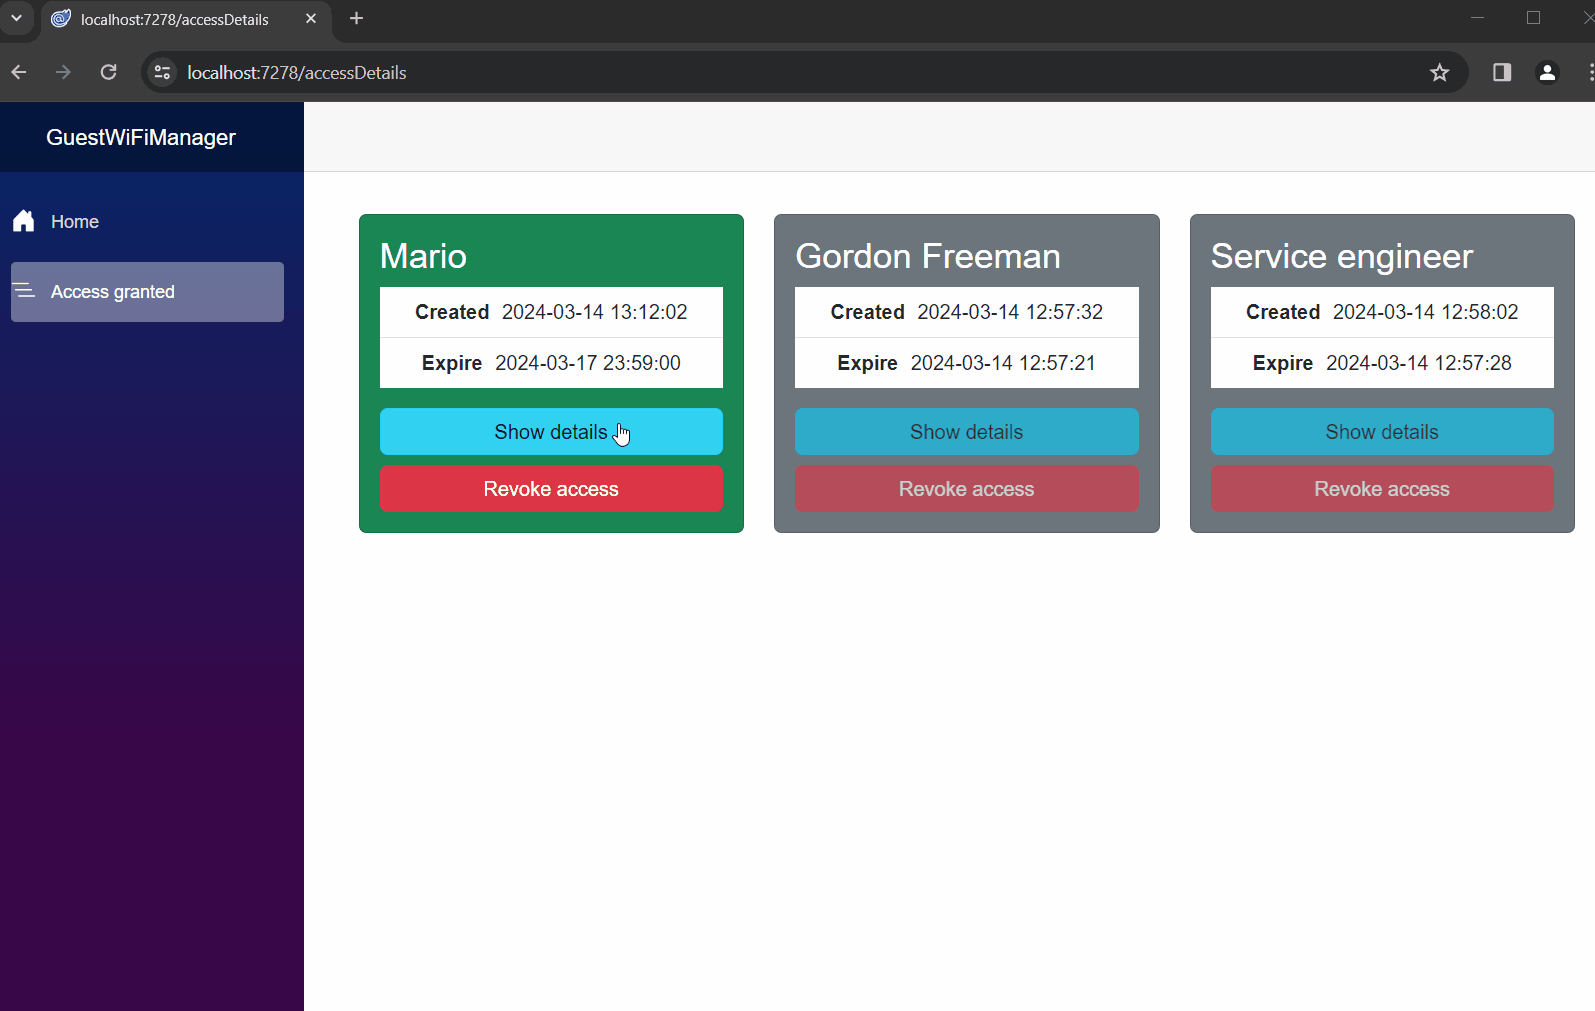 localhost:7278/accessDetails
localhost:7278/accessDetails
GuestWiFiManager
Home
Access granted
Mario
Created 2024-03-14 13:12:02
Expire 2024-03-17 23:59:00
Show details
Revoke access
Gordon Freeman
Created 2024-03-14 12:57:32
Expire 2024-03-14 12:57:21
Show details
Revoke access
Service engineer
Created 2024-03-14 12:58:02
Expire 2024-03-14 12:57:28
Show details
Revoke access